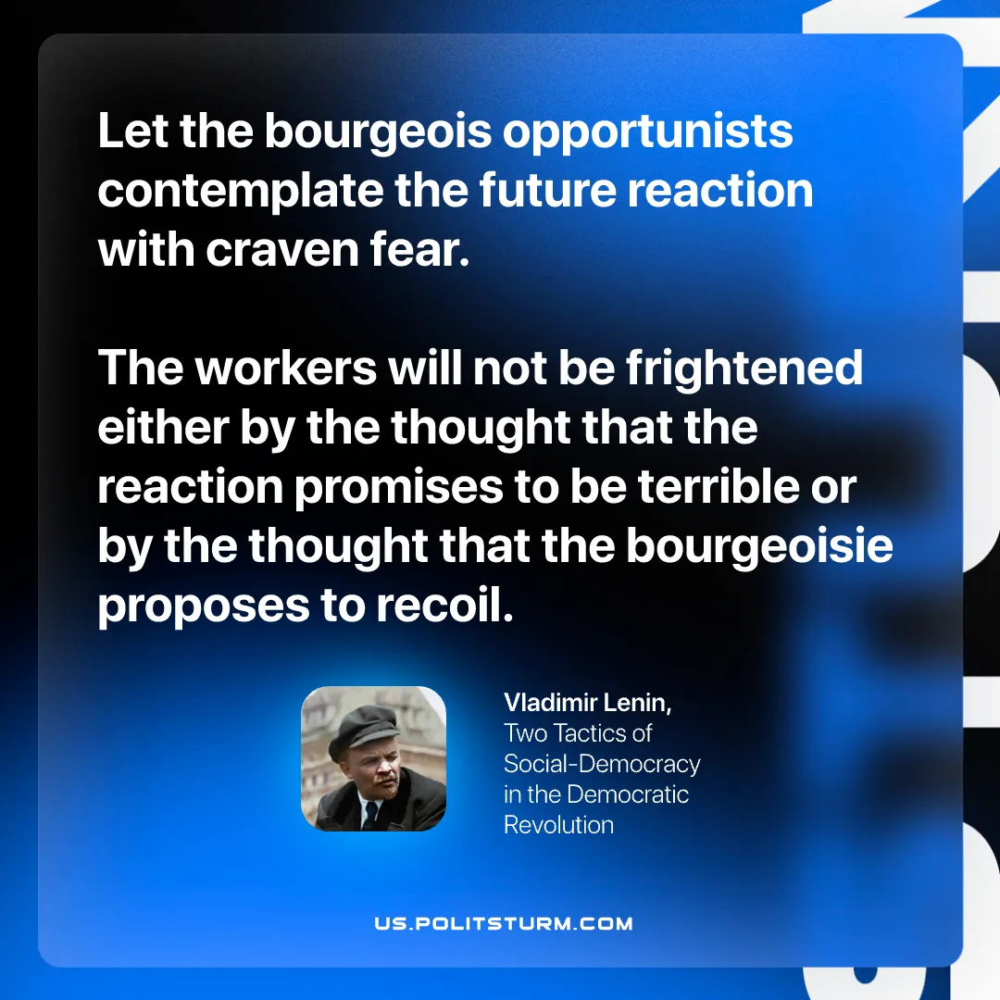 Let the bourgeois opportunists
contemplate the future reaction
with craven fear.
The workers will not be frightened
either by the thought that the
reaction promises to be terrible or
by the thought that the bourgeoisie
proposes to recoil.
Vladimir Lenin,
Two Tactics of
Social-Democracy
in the Democratic
Revolution
US.POLITSTURM.COM